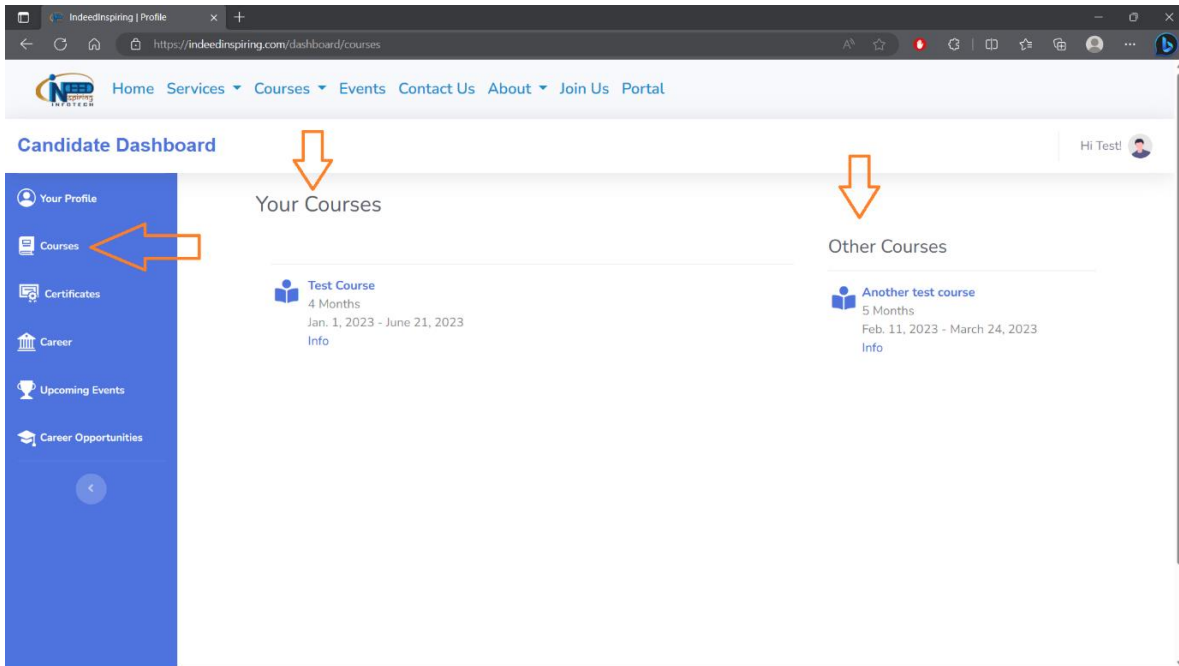 IndeedInspiring | Profile
https://indeedinspiring.com/dashboard/courses
INEED
Inspiring
INFOTECH
Home Services Courses Events Contact Us About Join Us Portal
Candidate Dashboard
Hi Test!
Your Profile
Courses
Certificates
Career
Upcoming Events
Career Opportunities
Your Courses
Test Course
4 Months
Jan. 1, 2023 - June 21, 2023
Info
Other Courses
Another test course
5 Months
Feb. 11, 2023 - March 24, 2023
Info